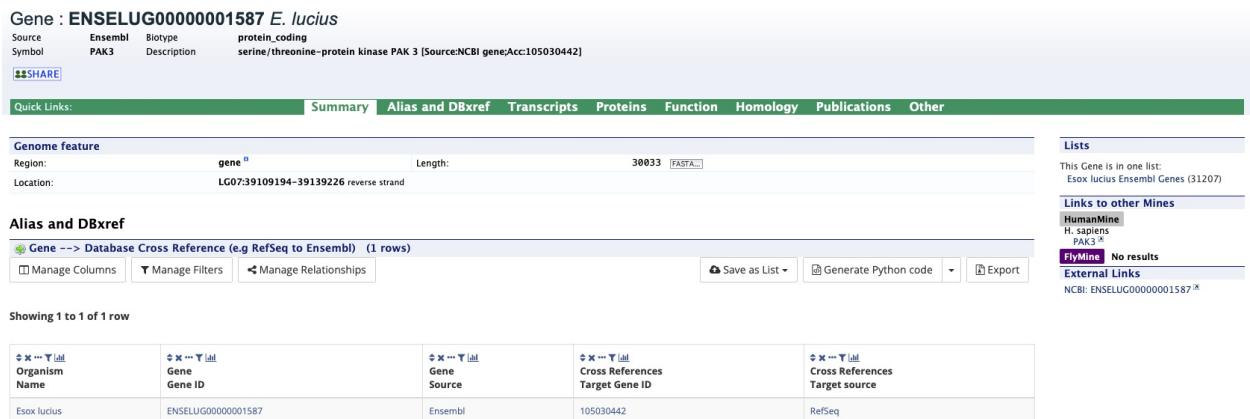 Gene : ENSELUG00000001587 E. lucius
Source Ensembl Biotype protein_coding
Symbol PAK3 Description serine/threonine-protein kinase PAK 3 [Source:NCBI gene;Acc:105030442]
SHARE
Quick Links: Summary Alias and DBxref Transcripts Proteins Function Homology Publications Other
Genome feature
Region: gene Length: 30033 FASTA...
Location: LG07:39109194-39139226 reverse strand
Lists
This Gene is in one list:
Esox lucius Ensembl Genes (31207)
Links to other Mines
HumanMine
H. sapiens
PAK3
FlyMine No results
External Links
NCBI: ENSELUG00000001587
Alias and DBxref
Gene --> Database Cross Reference (e.g RefSeq to Ensembl) (1 rows)
Manage Columns Manage Filters Manage Relationships Save as List Generate Python code Export
Showing 1 to 1 of 1 row
Organism Gene Gene Cross References Cross References
Name Gene ID Source Target Gene ID Target source
Esox lucius ENSELUG00000001587 Ensembl 105030442 RefSeq